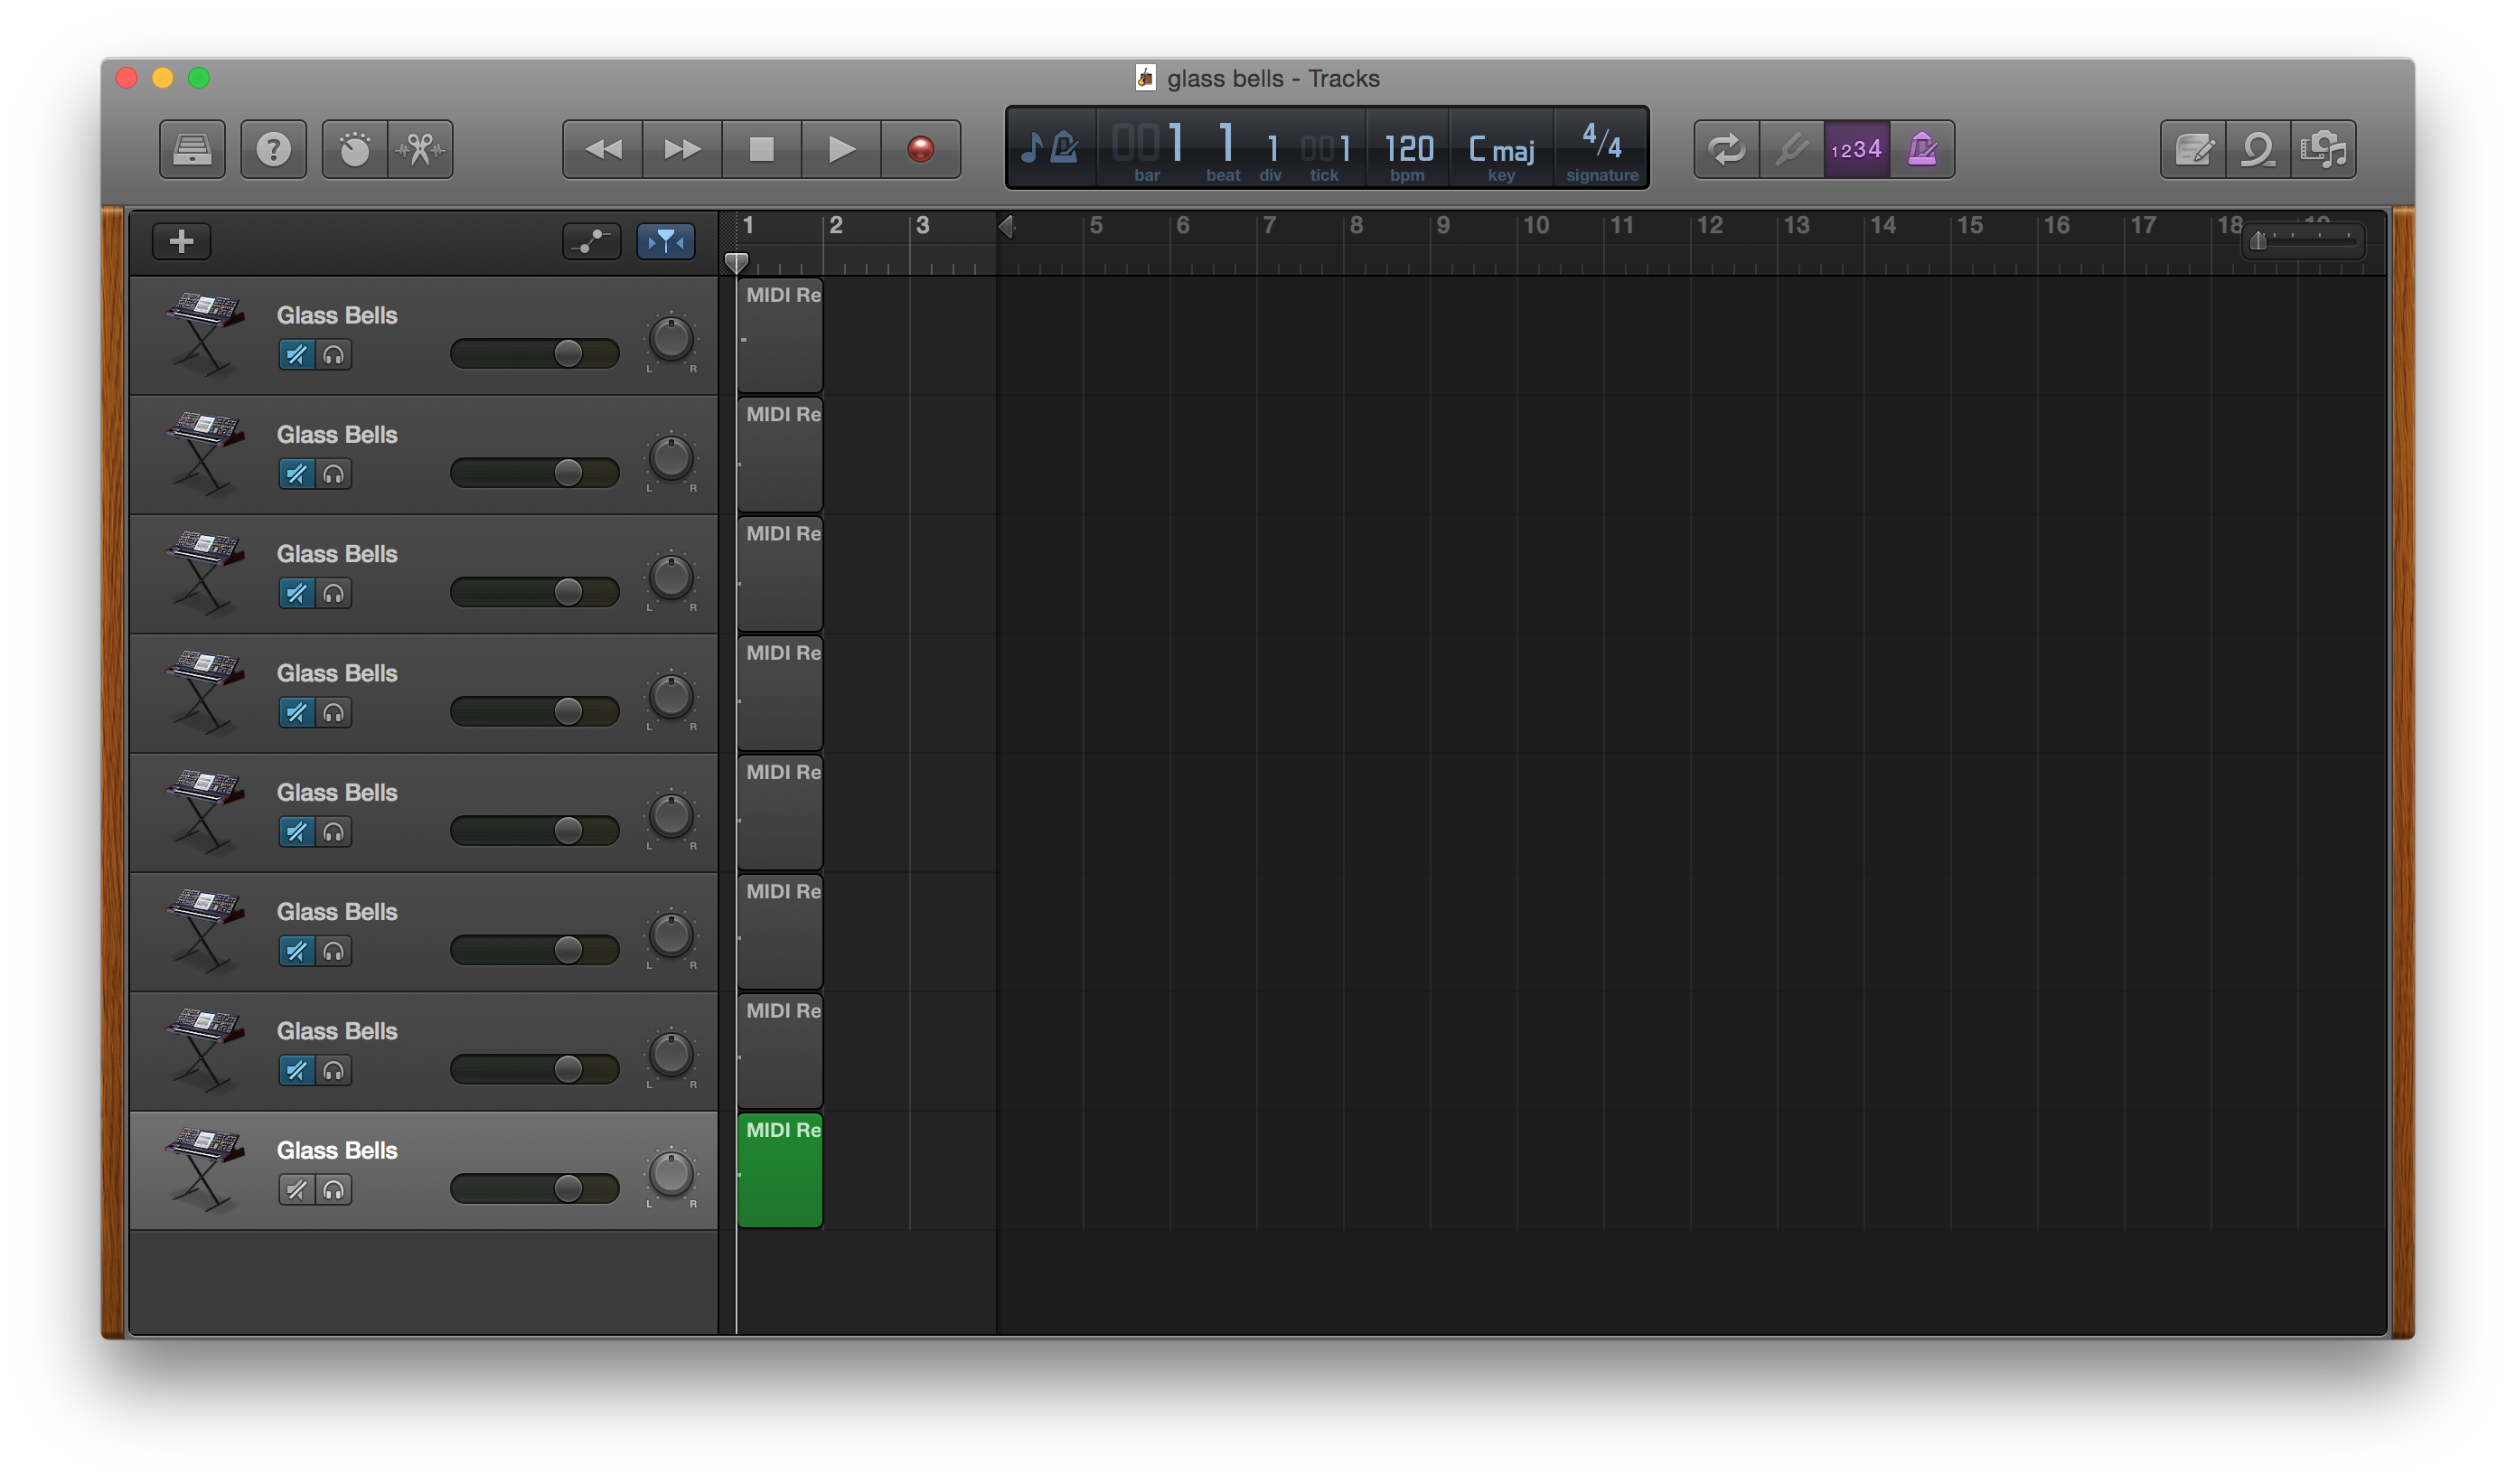 glass bells - Tracks
001 1 1 001 120 C maj 4/4
bar beat div tick bpm key signature
1234
1 2 3 5 6 7 8 9 10 11 12 13 14 15 16 17 18
Glass Bells
L R
MIDI Re
Glass Bells
L R
MIDI Re
Glass Bells
L R
MIDI Re
Glass Bells
L R
MIDI Re
Glass Bells
L R
MIDI Re
Glass Bells
L R
MIDI Re
Glass Bells
L R
MIDI Re
Glass Bells
L R
MIDI Re